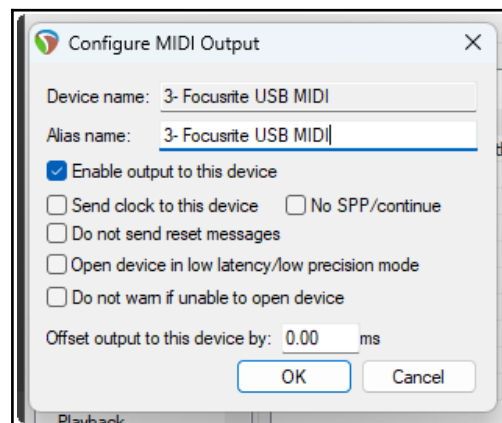 Configure MIDI Output
Device name: 3- Focusrite USB MIDI
Alias name: 3- Focusrite USB MIDI
Enable output to this device
Send clock to this device No SPP/continue
Do not send reset messages
Open device in low latency/low precision mode
Do not warn if unable to open device
Offset output to this device by: 0.00 ms
OK Cancel
Playback